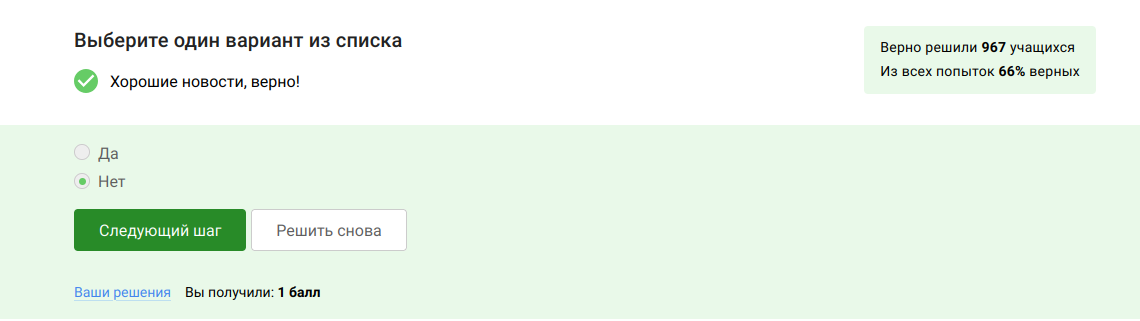 Выберите один вариант из списка
Верно решили 967 учащихся
Из всех попыток 66% верных
Хорошие новости, верно!
Да
Нет
Следующий шаг
Решить снова
Ваши решения Вы получили: 1 балл